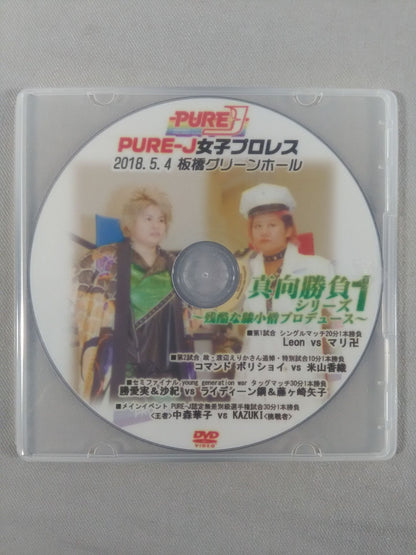 PURE-J
PURE-J女子プロレス
2018.5.4 板橋グリーンホール
真向勝負
シリーズ1
～残酷な膝小僧プロデュース～
■第1試合 シングルマッチ20分1本勝負
Leon vs マリ卍
■第2試合 故・渡辺えりかさん追悼・特別試合10分1本勝負
コマンド ボリショイ vs 米山香織
■セミファイナル young generation war タッグマッチ30分1本勝負
勝愛実&沙紀 vs ライディーン鋼&藤ヶ崎矢子
■メインイベント PURE-J認定無差別級選手権試合30分1本勝負
<王者>中森華子 vs KAZUKI<挑戦者>
DVD
VIDEO